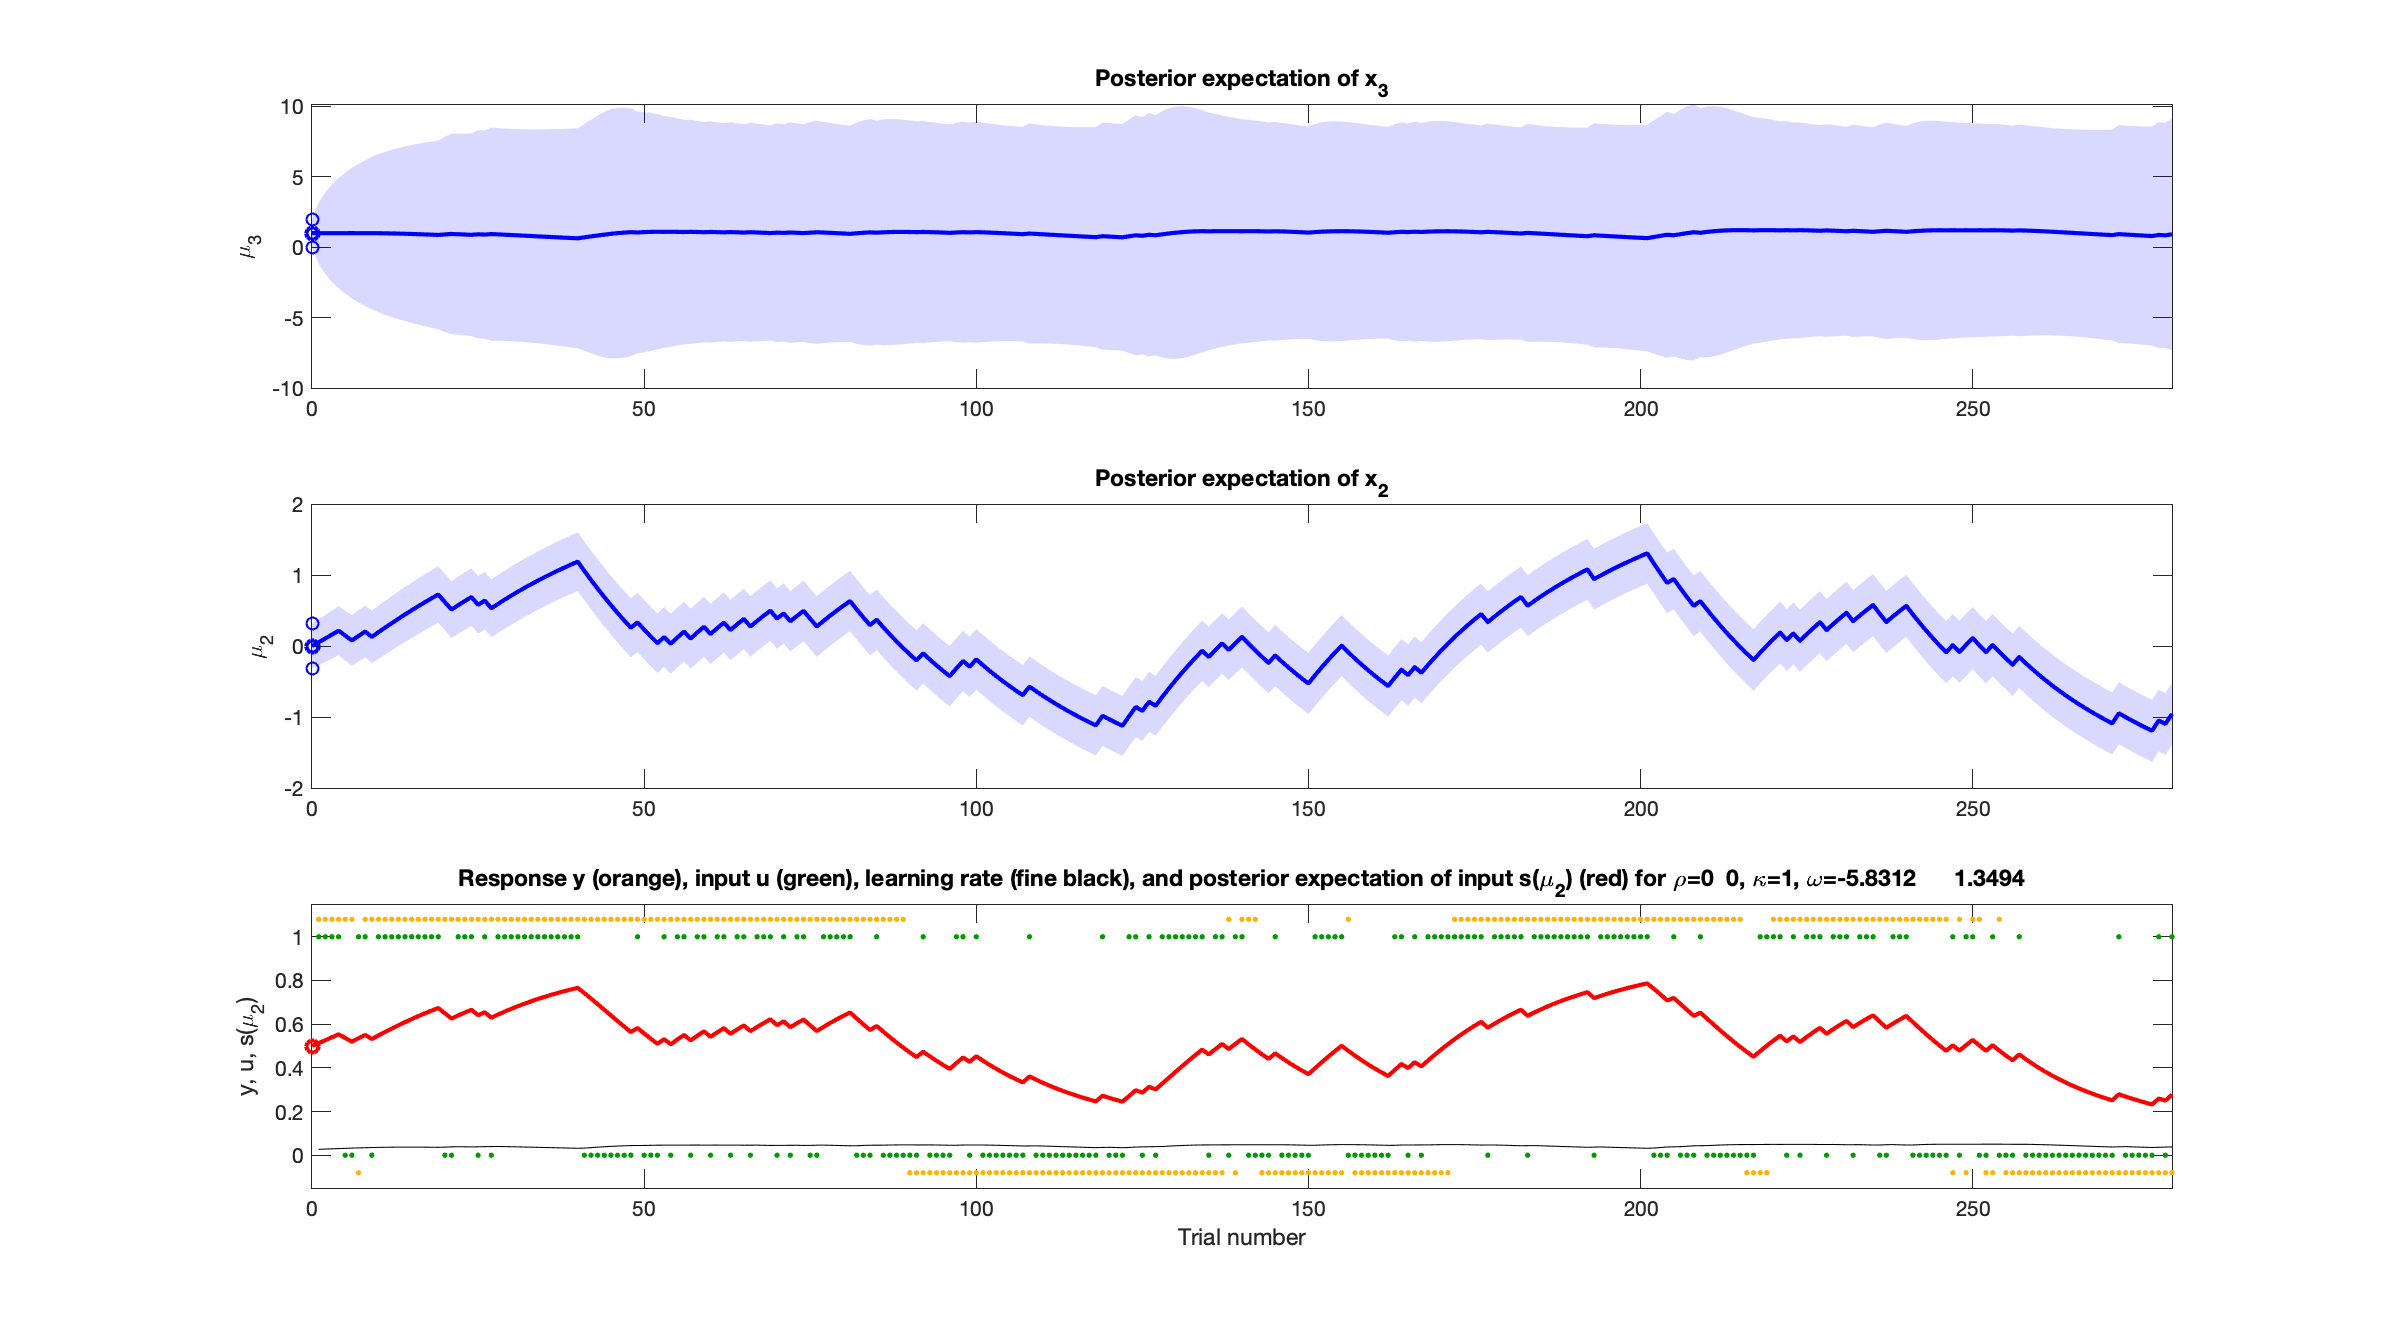 Posterior expectation of x3
10
5
0
-5
-10
μ3
0 50 100 150 200 250
Posterior expectation of x2
2
1
0
-1
-2
μ2
0 50 100 150 200 250
Response y (orange), input u (green), learning rate (fine black), and posterior expectation of input s(μ2) (red) for ρ=0 0, κ=1, ω=-5.8312 1.3494
1
0.8
0.6
0.4
0.2
0
y, u, s(μ2)
0 50 100 150 200 250
Trial number